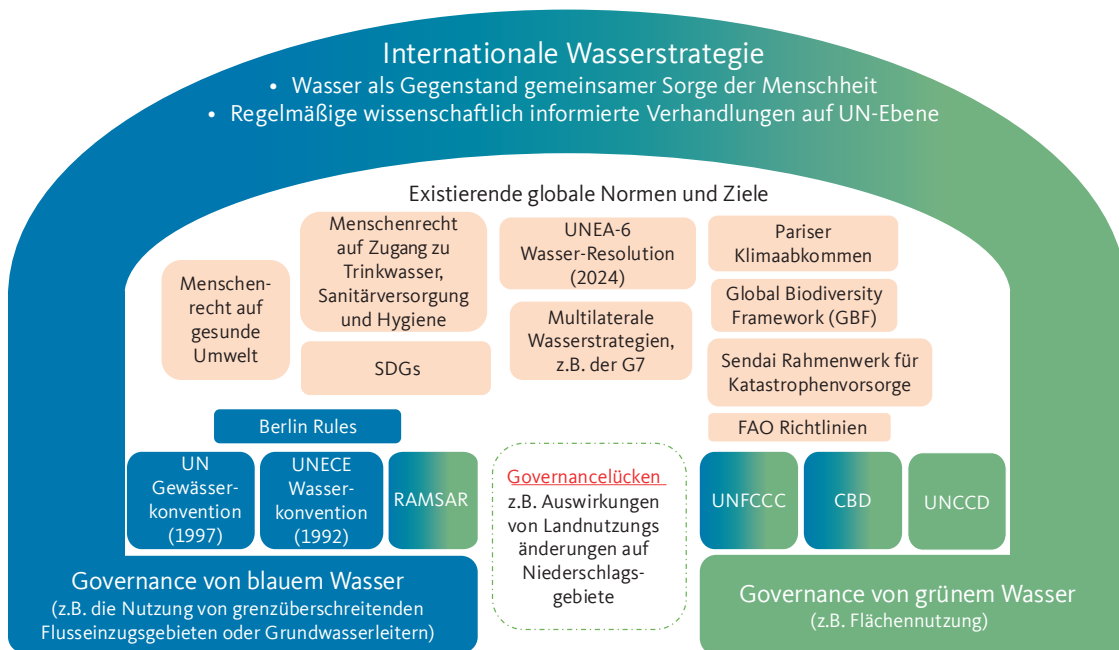 Internationale Wasserstrategie
• Wasser als Gegenstand gemeinsamer Sorge der Menschheit
• Regelmäßige wissenschaftlich informierte Verhandlungen auf UN-Ebene
Existierende globale Normen und Ziele
Menschen-
recht auf
gesunde
Umwelt
Menschenrecht
auf Zugang zu
Trinkwasser,
Sanitärversorgung
und Hygiene
SDGs
UNEA-6
Wasser-Resolution
(2024)
Multilaterale
Wasserstrategien,
z.B. der G7
Pariser
Klimaabkommen
Global Biodiversity
Framework (GBF)
Sendai Rahmenwerk für
Katastrophenvorsorge
FAO Richtlinien
Berlin Rules
UN
Gewässer-
konvention
(1997)
UNECE
Wasser-
konvention
(1992)
RAMSAR
Governancelücken
z.B. Auswirkungen
von Landnutzungs
änderungen auf
Niederschlags-
gebiete
UNFCCC
CBD
UNCCD
Governance von blauem Wasser
(z.B. die Nutzung von grenzüberschreitenden
Flusseinzugsgebieten oder Grundwasserleitern)
Governance von grünem Wasser
(z.B. Flächennutzung)